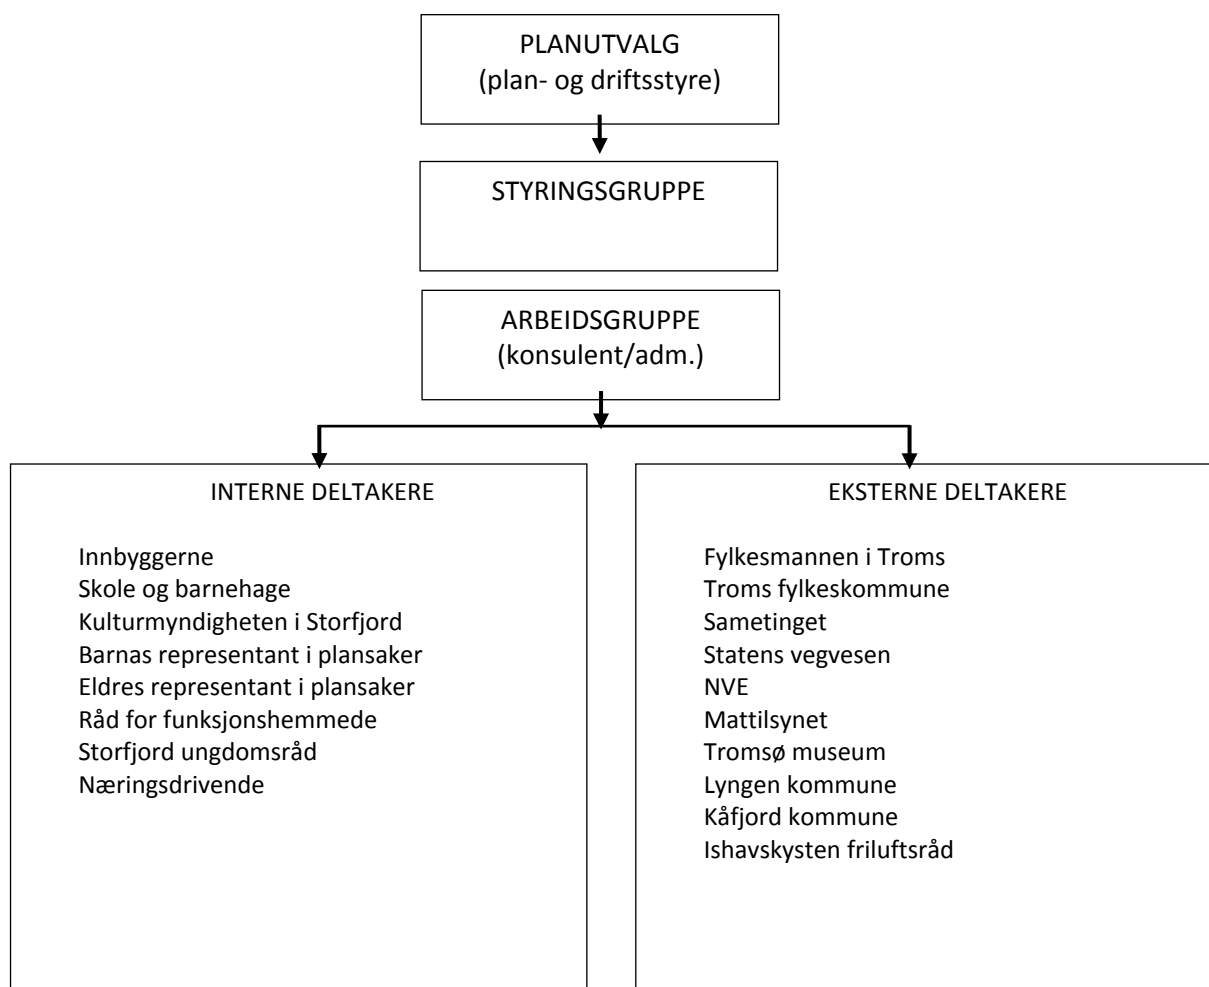 PLANUTVALG
(plan- og driftsstyre)
STYRINGSGRUPPE
ARBEIDSGRUPPE
(konsulent/adm.)
INTERNE DELTAKERE
Innbyggerne
Skole og barnehage
Kulturmyndigheten i Storfjord
Barnas representant i plansaker
Eldres representant i plansaker
Råd for funksjonshemmede
Storfjord ungdomsråd
Næringsdrivende
EKSTERNE DELTAKERE
Fylkesmannen i Troms
Troms fylkeskommune
Sametinget
Statens vegvesen
NVE
Mattilsynet
Tromsø museum
Lyngen kommune
Kåfjord kommune
Ishavskysten friluftsråd